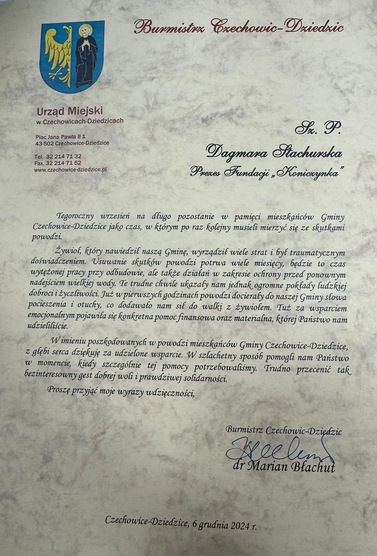 Burmistrz Czechowic-Dziedzic
Urząd Miejski
w Czechowicach-Dziedzicach
Plac Jana Pawła II 1
43-502 Czechowice-Dziedzice
Tel. 32 214 71 32
Fax 32 214 71 52
www.czechowice-dziedzice.pl
Sz. P.
Dagmara Stachurska
Prezes Fundacji „Koniczynka”
Tegoroczny wrzesień na długo pozostanie w pamięci mieszkańców Gminy
Czechowice-Dziedzice jako czas, w którym po raz kolejny musieli mierzyć się ze skutkami
powodzi.
Żywioł, który nawiedził naszą Gminę, wyrządził wiele strat i był traumatycznym
doświadczeniem. Usuwanie skutków powodzi potrwa wiele miesięcy, będzie to czas
wytężonej pracy przy odbudowie, ale także działań w zakresie ochrony przed ponownym
nadejściem wielkiej wody. Te trudne chwile ukazały nam jednak ogromne pokłady ludzkiej
dobroci i życzliwości. Już w pierwszych godzinach powodzi docierały do naszej Gminy słowa
pocieszenia i otuchy, co dodawało nam sił do walki z żywiołem. Tuż za wsparciem
emocjonalnym pojawiła się konkretna pomoc finansowa oraz materialna, której Państwo nam
udzieliliście.
W imieniu poszkodowanych w powodzi mieszkańców Gminy Czechowice-Dziedzice,
z głębi serca dziękuję za udzielone wsparcie. W szlachetny sposób pomogli nam Państwo
w momencie, kiedy szczególnie tej pomocy potrzebowaliśmy. Trudno przecenić tak
bezinteresowny gest dobrej woli i prawdziwej solidarności.
Proszę przyjąć moje wyrazy wdzięczności,
Burmistrz Czechowic-Dziedzic
dr Marian Błachut
Czechowice-Dziedzice, 6 grudnia 2024 r.